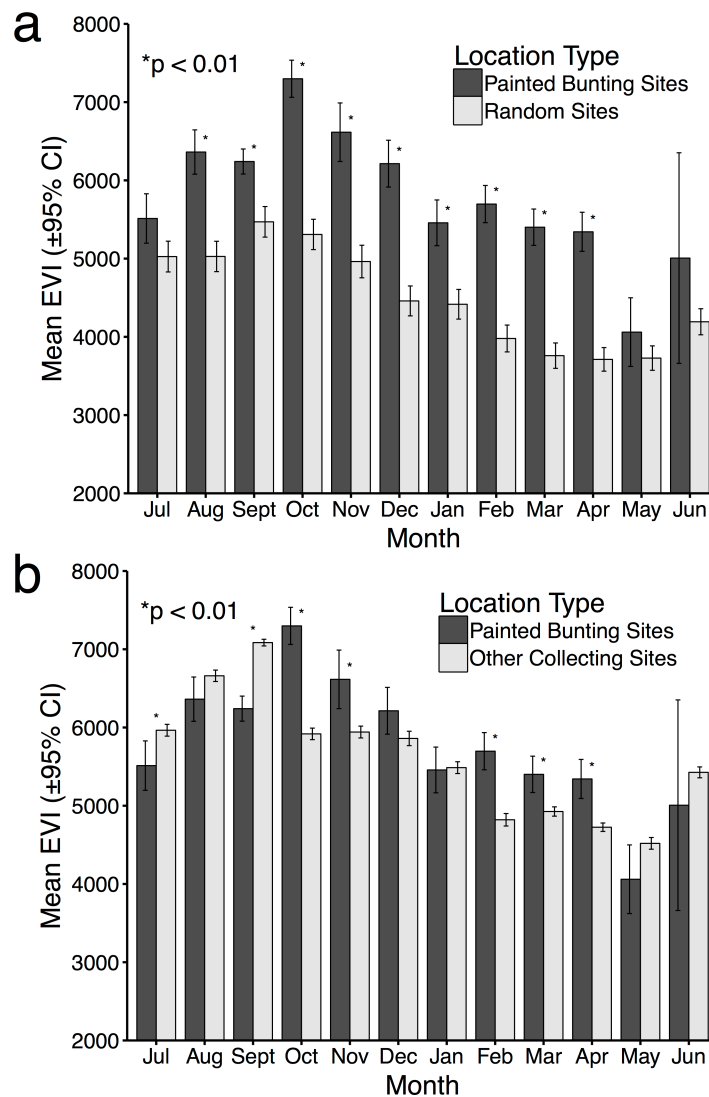 a
8000
7000
6000
5000
4000
3000
2000
Mean EVI (±95% CI)
*p < 0.01
Location Type
Painted Bunting Sites
Random Sites
* * * * * * * * *
Jul Aug Sept Oct Nov Dec Jan Feb Mar Apr May Jun
Month
b
8000
7000
6000
5000
4000
3000
2000
Mean EVI (±95% CI)
*p < 0.01
Location Type
Painted Bunting Sites
Other Collecting Sites
* * * * * * *
Jul Aug Sept Oct Nov Dec Jan Feb Mar Apr May Jun
Month